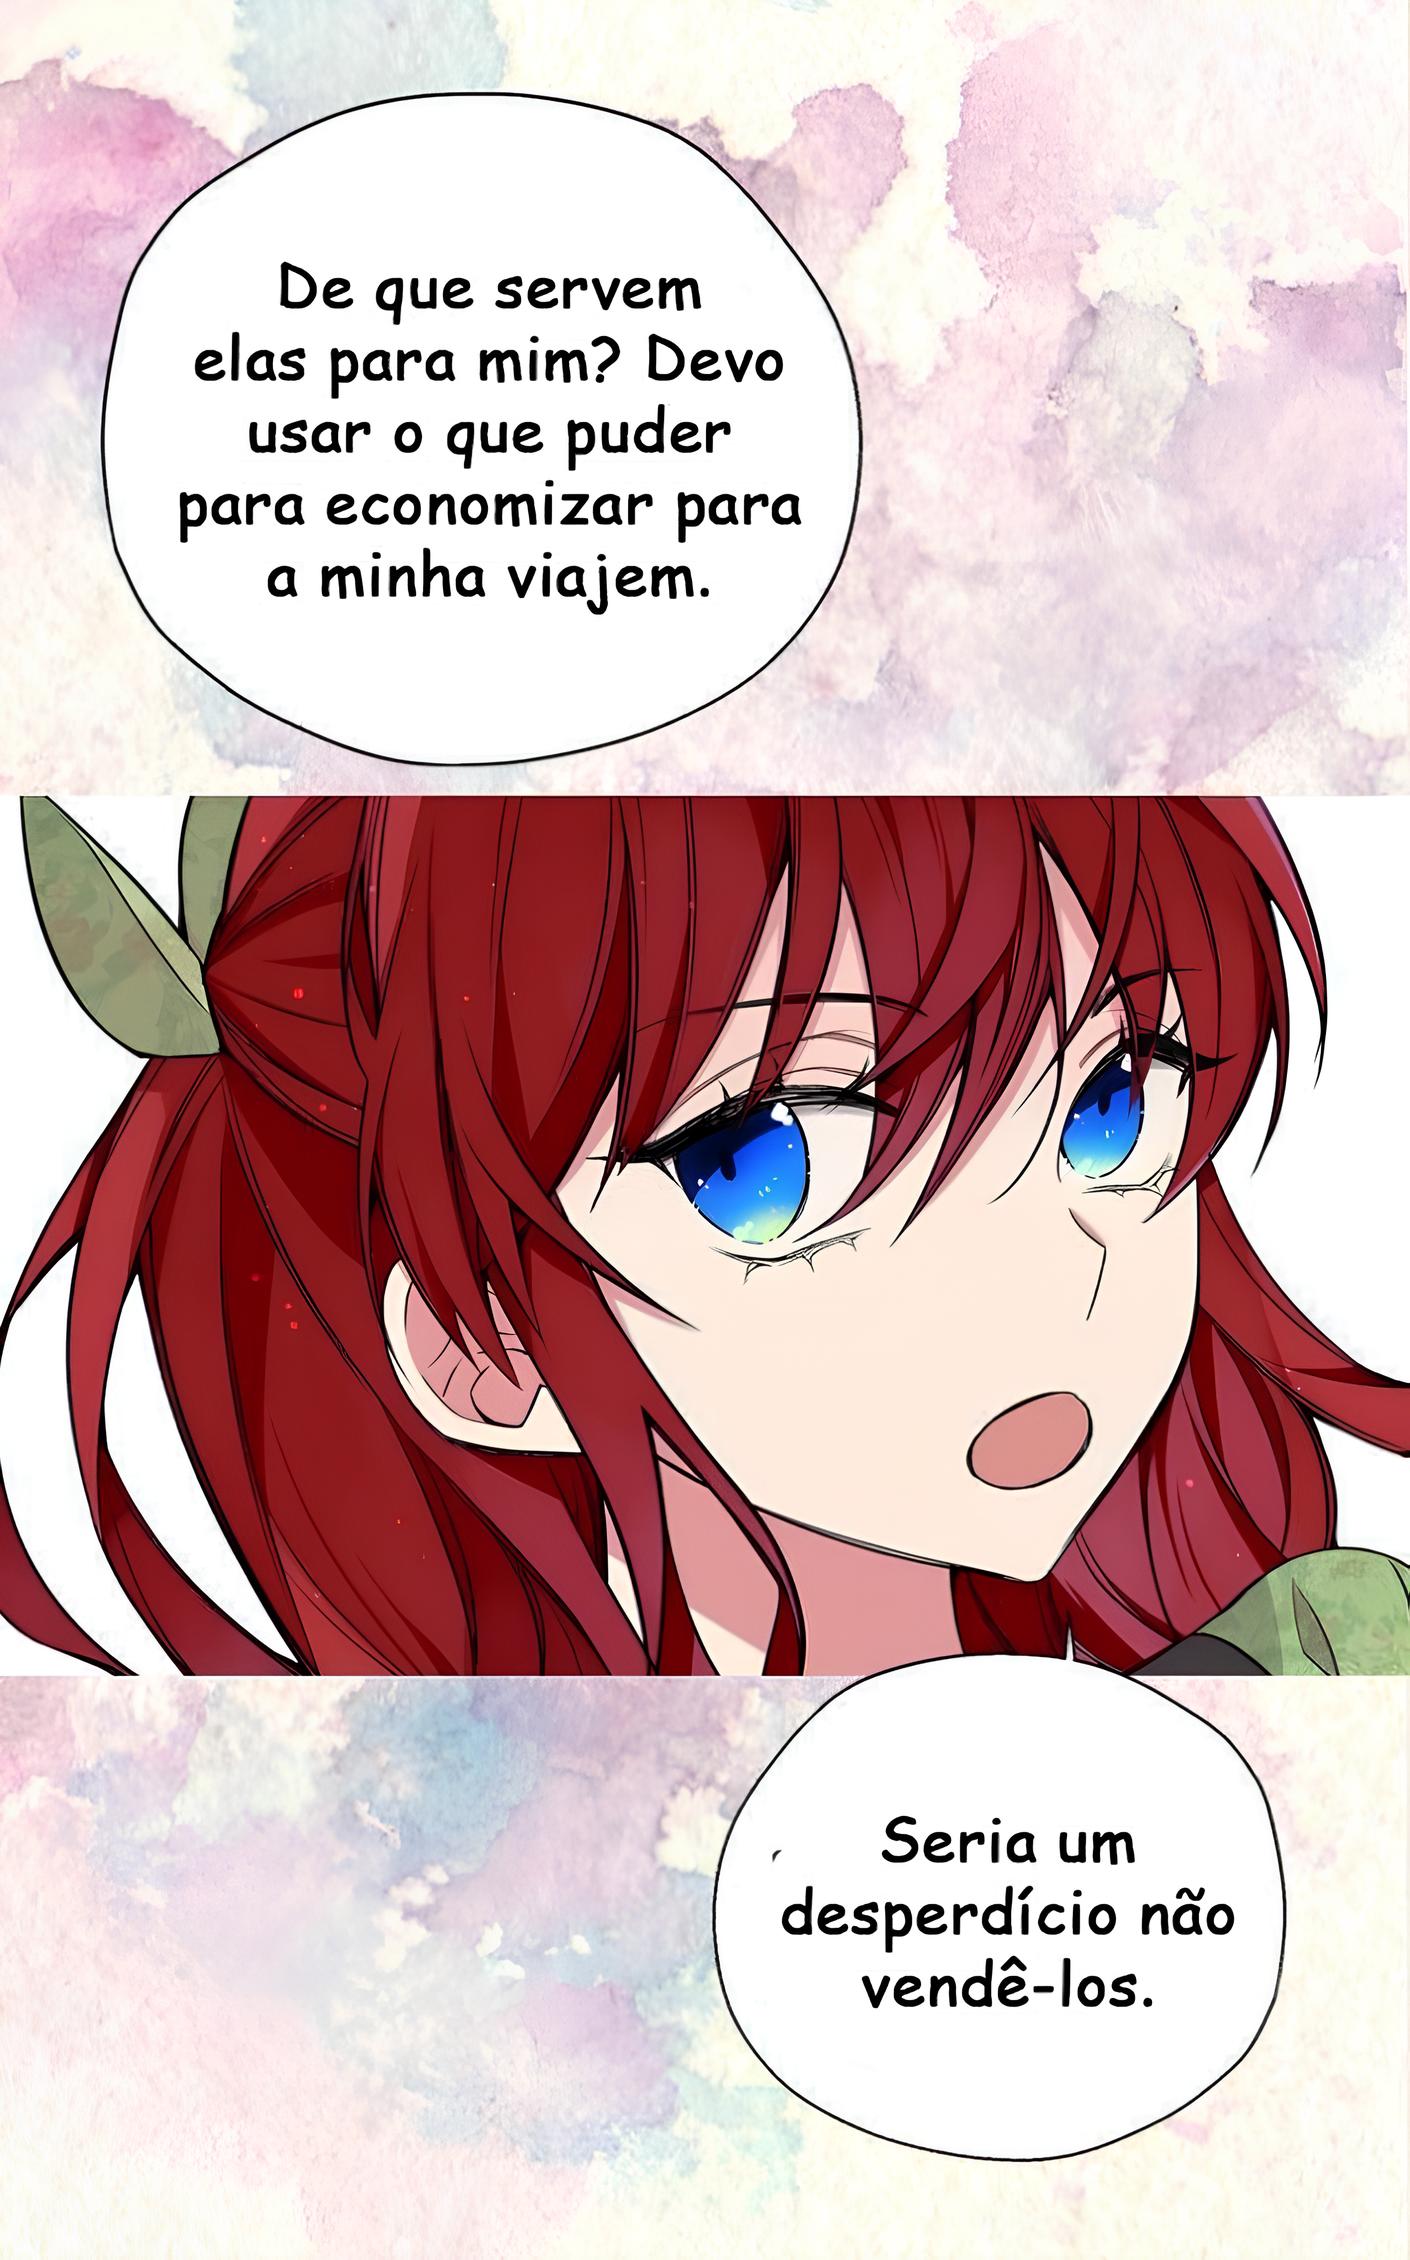 De que servem
elas para mim? Devo
usar o que puder
para economizar para
a minha viajem.
Seria um
desperdício não
vendê-los.